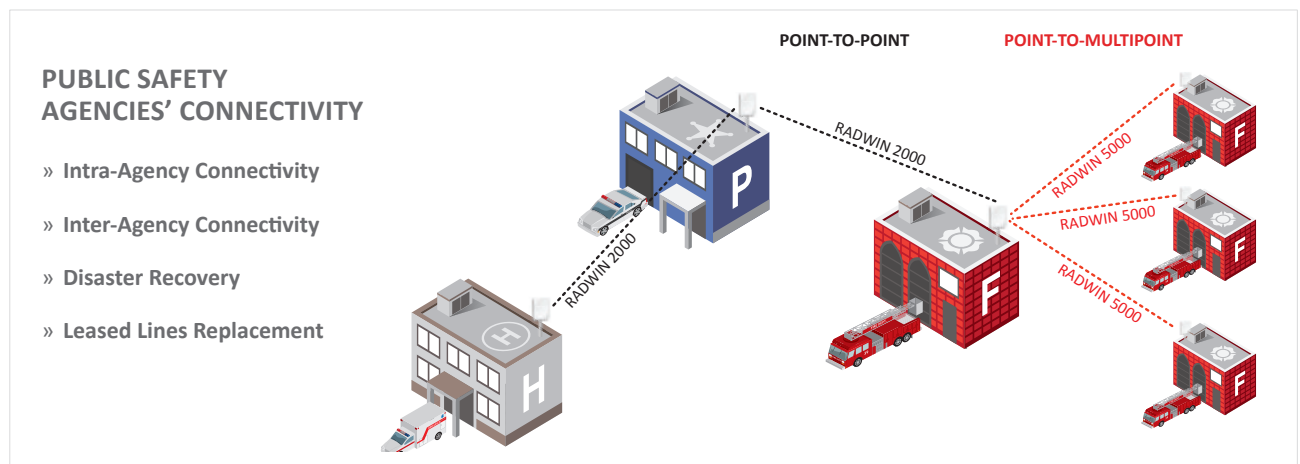 PUBLIC SAFETY
AGENCIES’ CONNECTIVITY
» Intra-Agency Connectivity
» Inter-Agency Connectivity
» Disaster Recovery
» Leased Lines Replacement
POINT-TO-POINT
POINT-TO-MULTIPOINT
RADWIN 2000
RADWIN 2000
RADWIN 5000
RADWIN 5000
RADWIN 5000
H
H
P
F
F
F
F